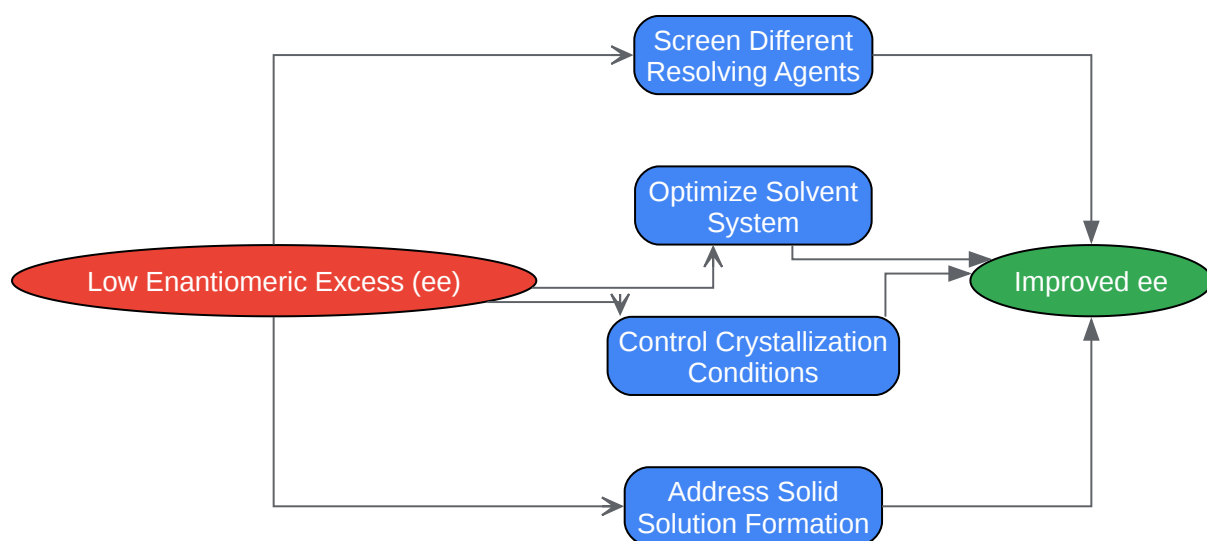 Screen Different
Resolving Agents
Optimize Solvent
System
Low Enantiomeric Excess (ee)
Improved ee
Control Crystallization
Conditions
Address Solid
Solution Formation